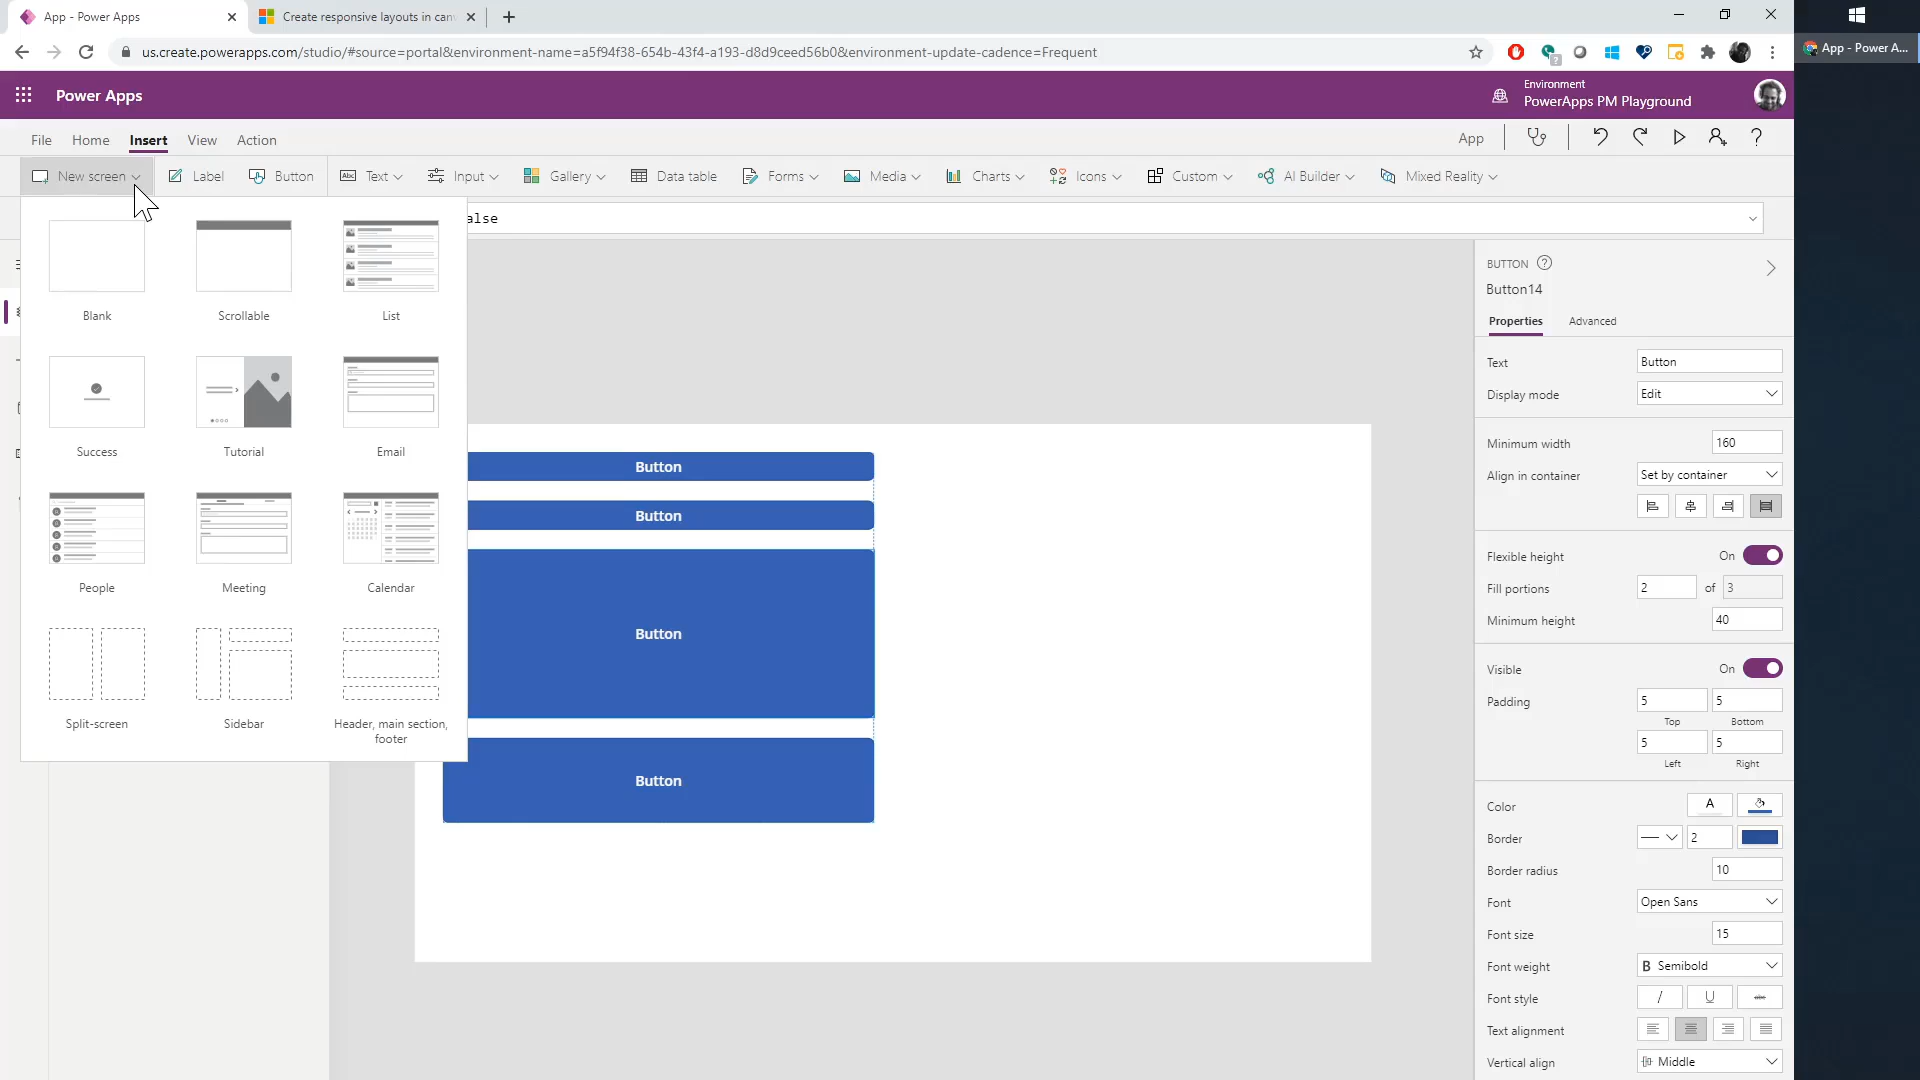 App - Power Apps
Create responsive layouts in can
us.create.powerapps.com/studio/#source=portal&environment-name=a5f94f38-654b-43f4-a193-d8d9ceed56b0&environment-update-cadence=Frequent
App - Power A...
Power Apps
Environment
PowerApps PM Playground
File
Home
Insert
View
Action
App
New screen
Label
Button
Text
Input
Gallery
Data table
Forms
Media
Charts
Icons
Custom
AI Builder
Mixed Reality
alse
Blank
Scrollable
List
Success
Tutorial
Email
People
Meeting
Calendar
Split-screen
Sidebar
Header, main section,
footer
Button
Button
Button
Button
BUTTON
Button14
Properties
Advanced
Text
Button
Display mode
Edit
Minimum width
160
Align in container
Set by container
Flexible height
On
Fill portions
2
of
3
Minimum height
40
Visible
On
Padding
5
5
Top
Bottom
5
5
Left
Right
Color
A
Border
2
Border radius
10
Font
Open Sans
Font size
15
Font weight
B Semibold
Font style
/
U
abc
Text alignment
Vertical align
Middle